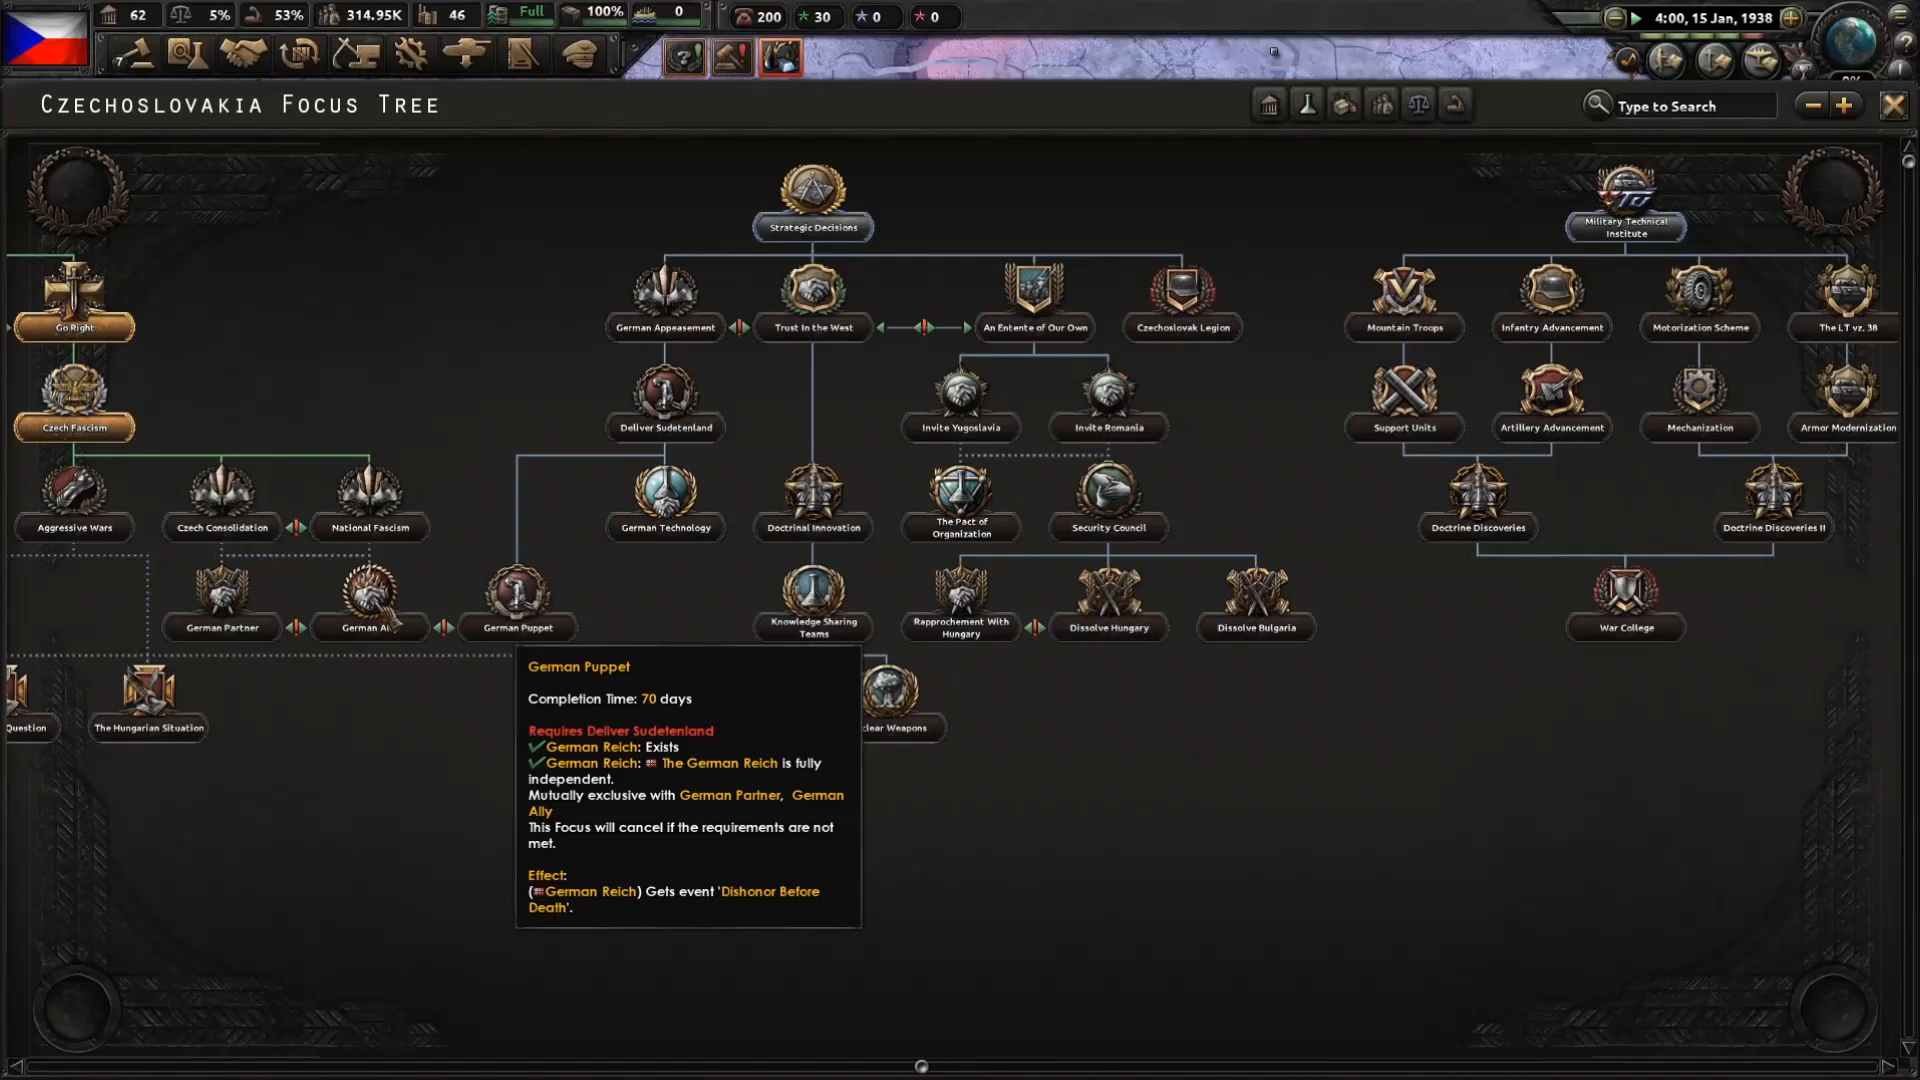 62 5% 53% 314.95K 46 Full 100% 0 200 30 0 0 4:00, 15 Jan, 1938
7
0%
CZECHOSLOVAKIA FOCUS TREE
Type to Search
Strategic Decisions
Military Technical
Institute
Go Right
German Appeasement
Trust In the West
An Entente of Our Own
Czechoslovak Legion
Mountain Troops
Infantry Advancement
Motorization Scheme
The LT vz. 38
Czech Fascism
Deliver Sudetenland
Invite Yugoslavia
Invite Romania
Support Units
Artillery Advancement
Mechanization
Armor Modernization
Aggressive Wars
Czech Consolidation
National Fascism
German Technology
Doctrinal Innovation
The Pact of
Organization
Security Council
Doctrine Discoveries
Doctrine Discoveries II
German Partner
German Al
German Puppet
Knowledge Sharing
Teams
Rapprochement With
Hungary
Dissolve Hungary
Dissolve Bulgaria
War College
Question
The Hungarian Situation
clear Weapons
German Puppet
Completion Time: 70 days
Requires Deliver Sudetenland
German Reich: Exists
German Reich: The German Reich is fully
independent.
Mutually exclusive with German Partner, German
Ally
This Focus will cancel if the requirements are not
met.
Effect:
(German Reich) Gets event 'Dishonor Before
Death'.